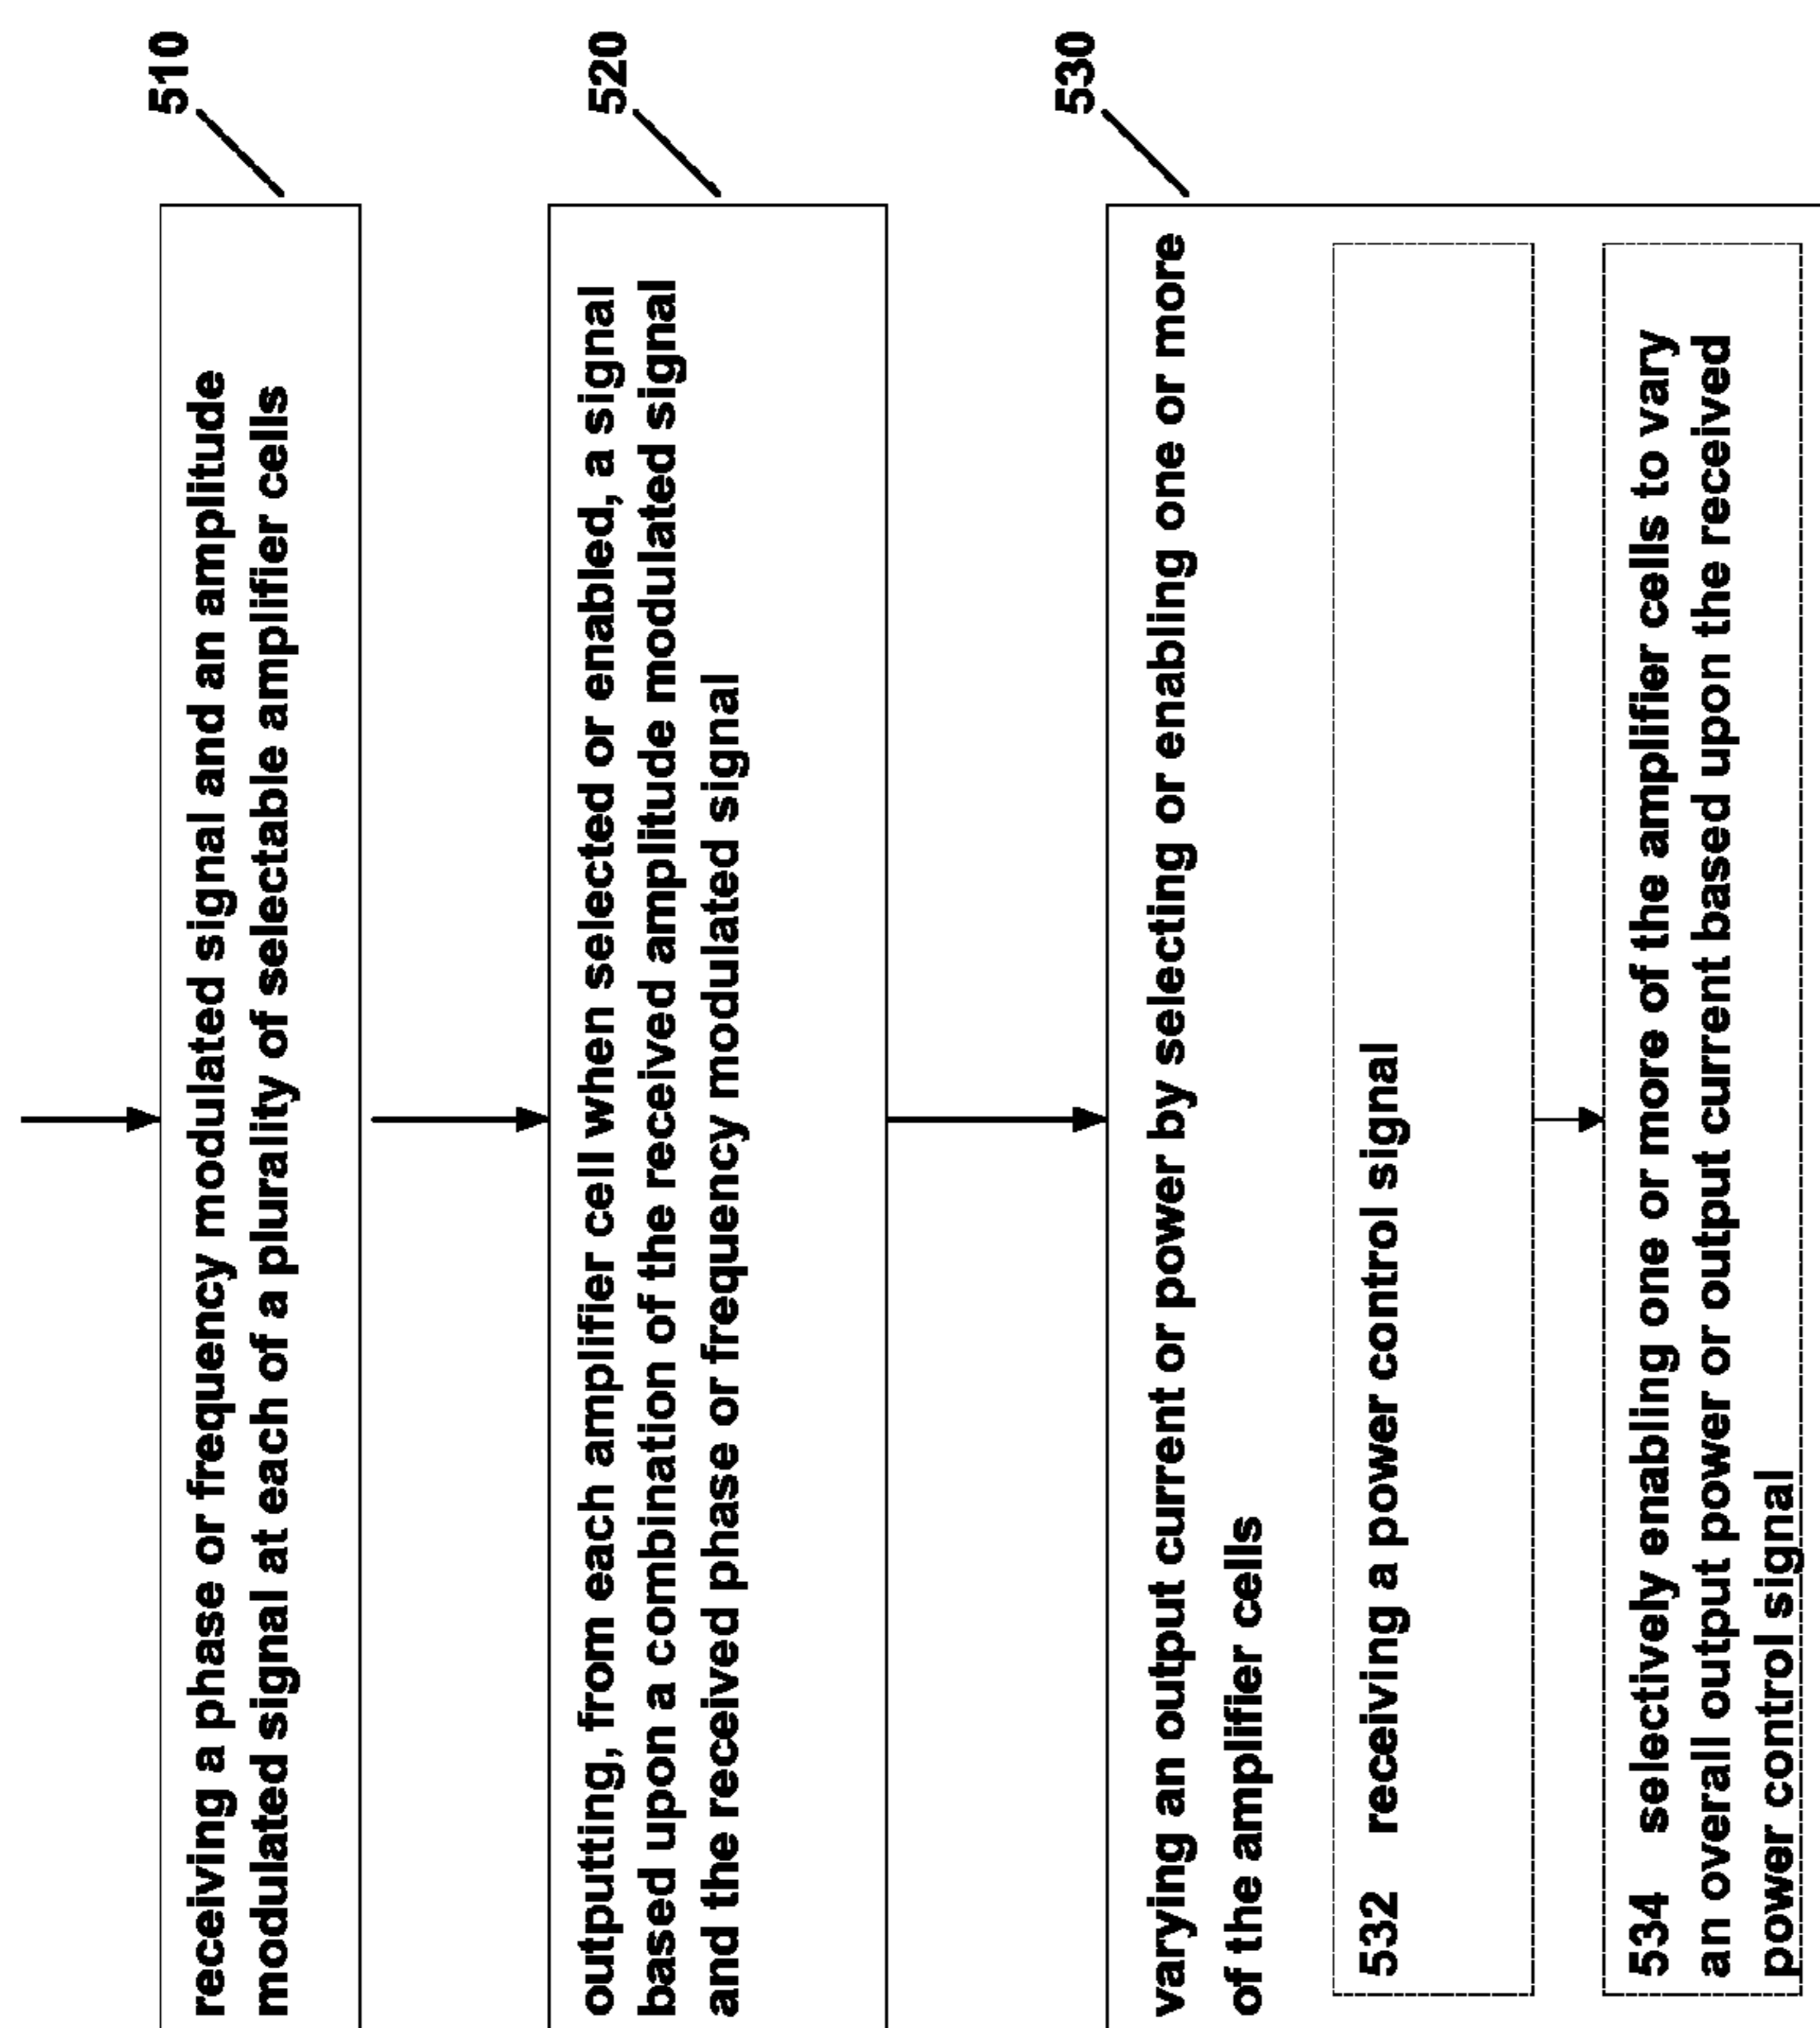 510
receiving a phase or frequency modulated signal and an amplitude
modulated signal at each of a plurality of selectable amplifier cells
520
outputting, from each amplifier cell when selected or enabled, a signal
based upon a combination of the received amplitude modulated signal
and the received phase or frequency modulated signal
530
varying an output current or power by selecting or enabling one or more
of the amplifier cells
532 receiving a power control signal
534 selectively enabling one or more of the amplifier cells to vary
an overall output power or output current based upon the received
power control signal